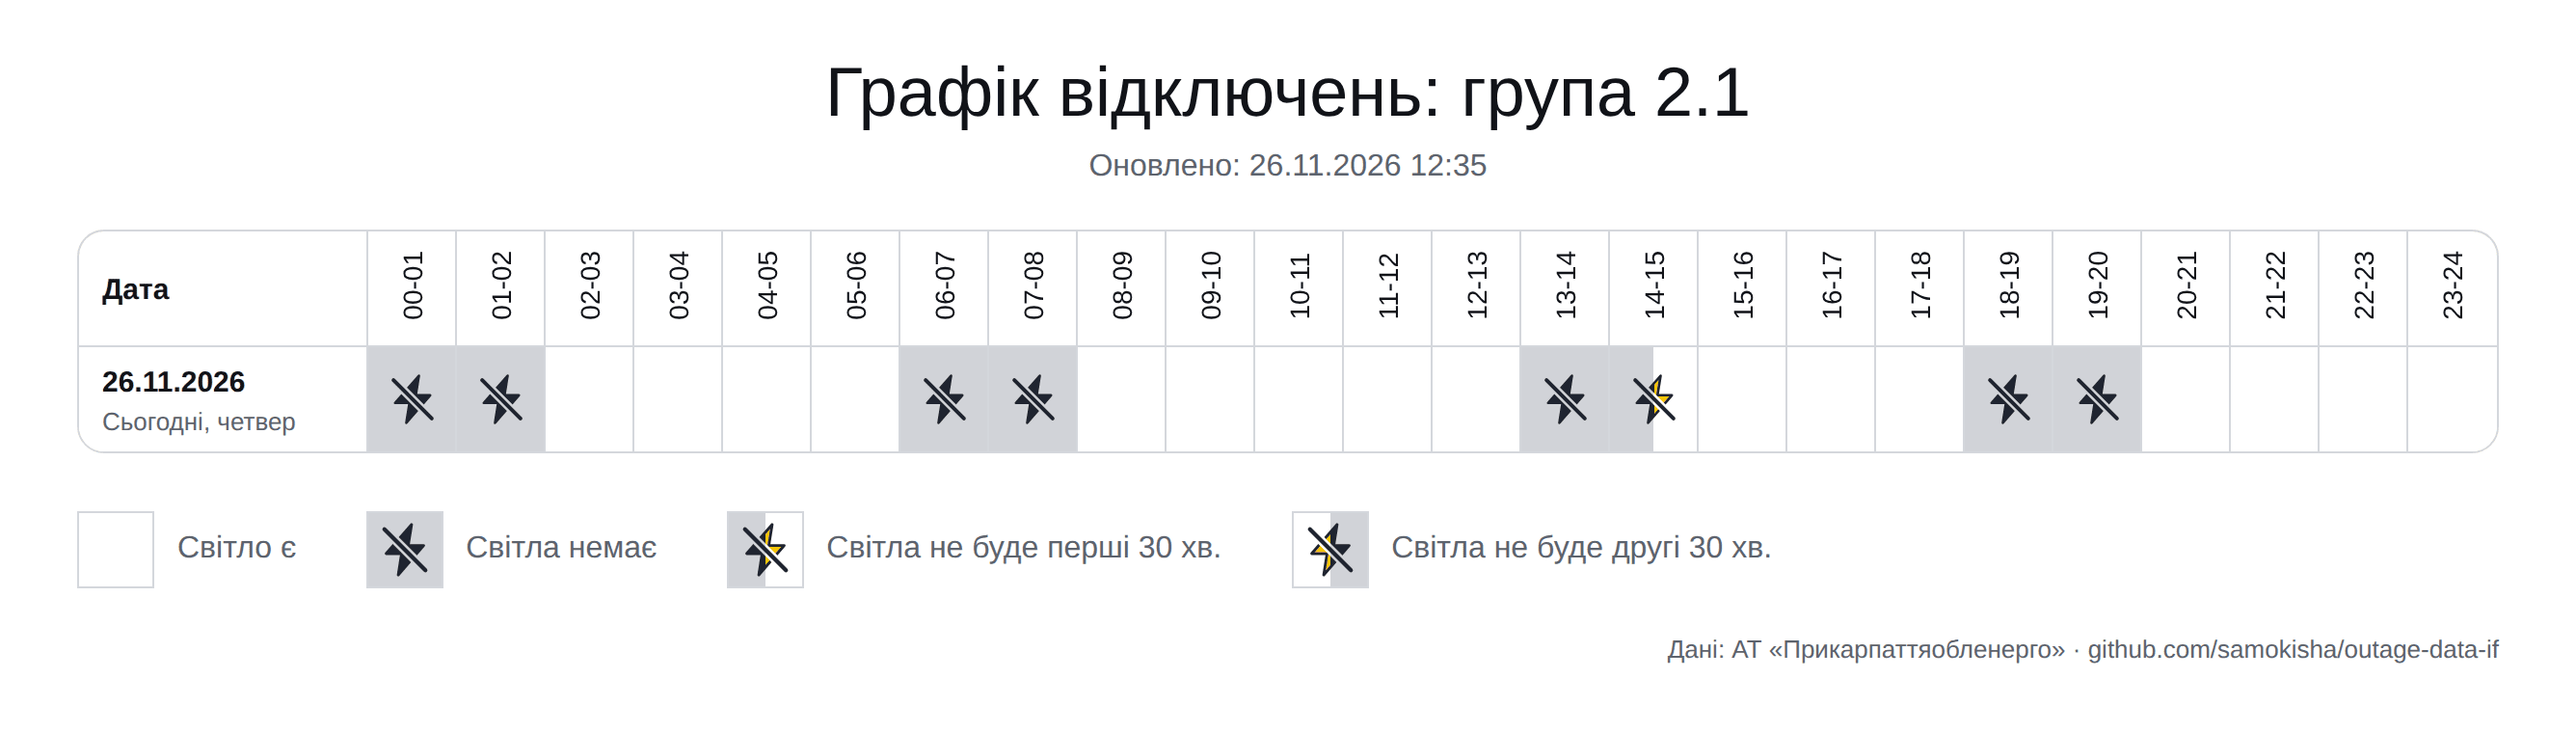 Графік відключень: група 2.1
Оновлено: 26.11.2026 12:35
Дата 00-01 01-02 02-03 03-04 04-05 05-06 06-07 07-08 08-09 09-10 10-11 11-12 12-13 13-14 14-15 15-16 16-17 17-18 18-19 19-20 20-21 21-22 22-23 23-24
26.11.2026
Сьогодні, четвер
Світло є Світла немає Світла не буде перші 30 хв. Світла не буде другі 30 хв.
Дані: АТ «Прикарпаттяобленерго» · github.com/samokisha/outage-data-if